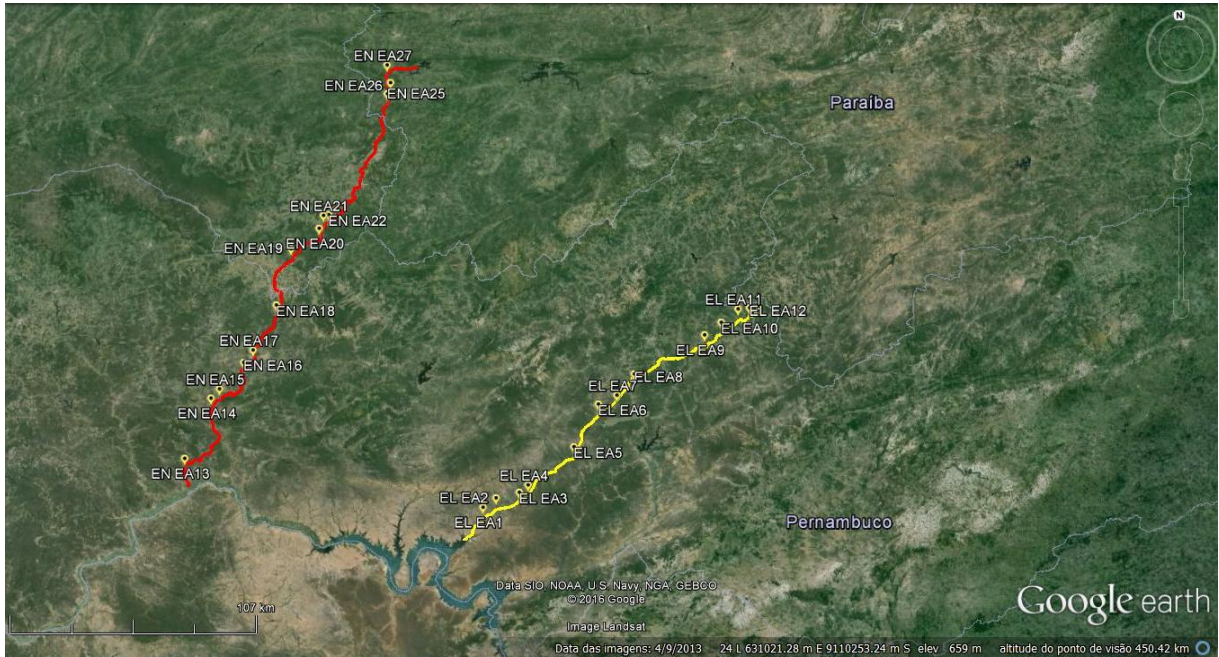 N
EN EA27
EN EA26
EN EA25
Paraíba
EN EA21
EN EA22
EN EA19
EN EA20
EN EA18
EL EA11
EL EA12
EL EA10
EN EA17
EL EA9
EN EA16
EL EA8
EN EA15
EL EA7
EN EA14
EL EA6
EL EA5
EN EA13
EL EA4
EL EA2
EL EA3
EL EA1
Pernambuco
Data SIO, NOAA, U.S. Navy, NGA, GEBCO
© 2016 Google
Image Landsat
107 km
Google earth
Data das imagens: 4/9/2013 24 L 631021.28 m E 9110253.24 m S elev 659 m altitude do ponto de visão 450.42 km